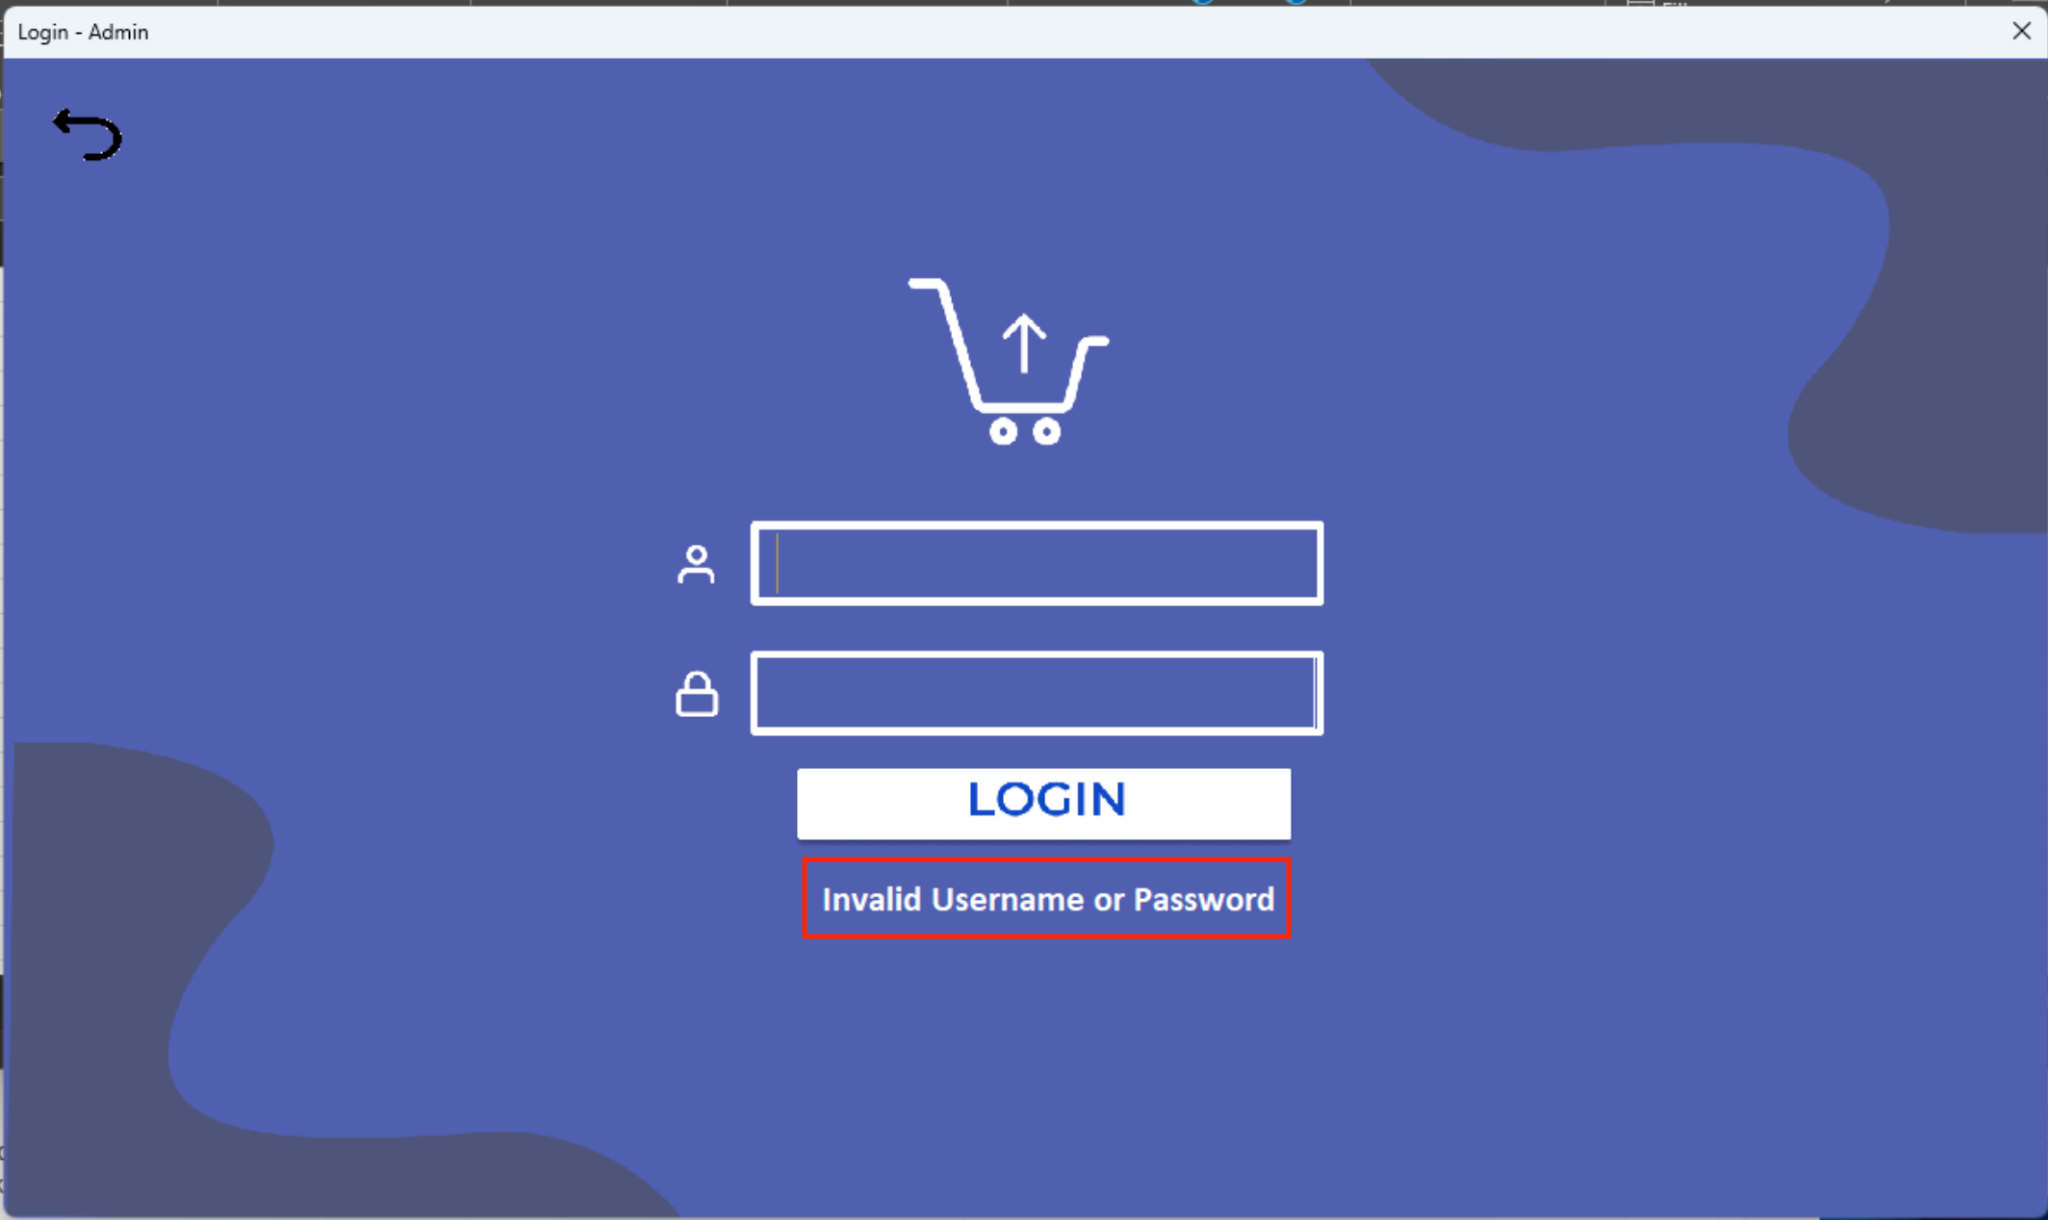 Login - Admin
LOGIN
Invalid Username or Password